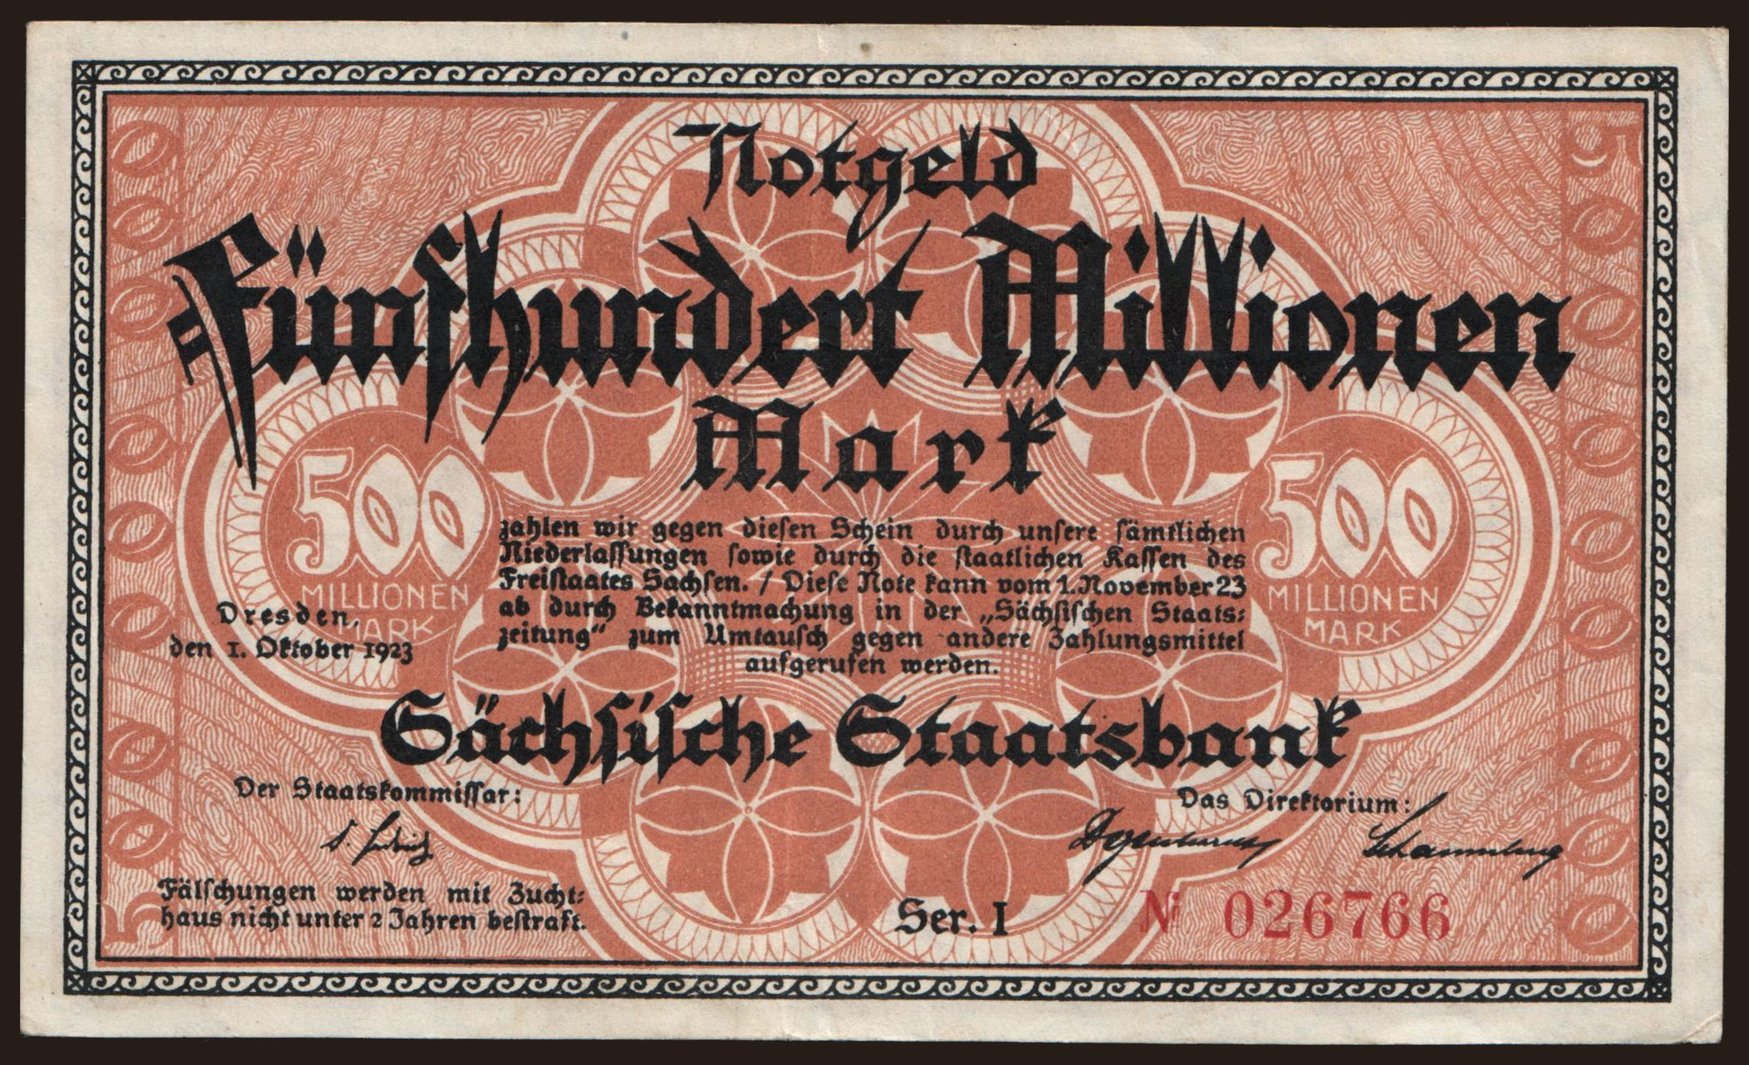 Notgeld
Fünfhundert Millionen
Mark
500
MILLIONEN
MARK
500
MILLIONEN
MARK
zahlen wir gegen diesen Schein durch unsere sämtlichen
Niederlassungen sowie durch die staatlichen Kassen des
Freistaates Sachsen. / Diese Note kann vom 1. November 23
ab durch Bekanntmachung in der „Sächsischen Staats=
zeitung“ zum Umtausch gegen andere Zahlungsmittel
aufgerufen werden.
Dresden,
den 1. Oktober 1923
Sächsische Staatsbank
Der Staatskommissar:
Das Direktorium:
Degenhardt
Fälschungen werden mit Zucht=
haus nicht unter 2 Jahren bestraft.
Ser. I
№ 026766